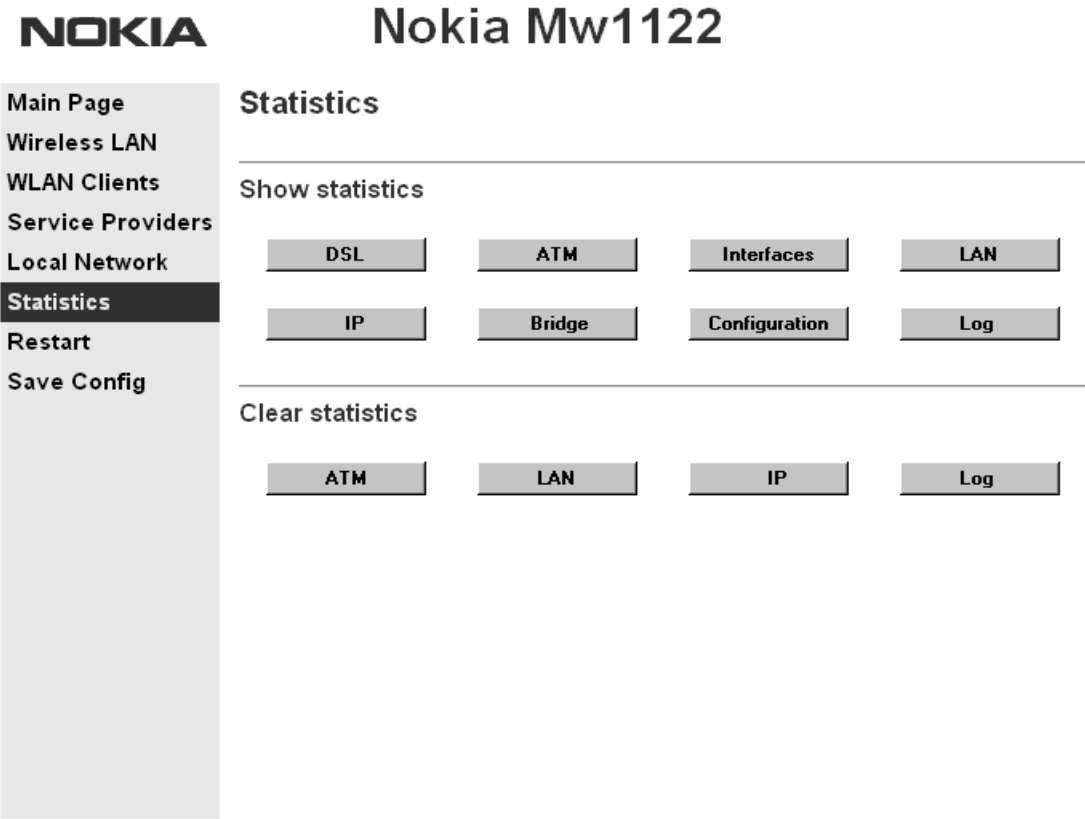 NOKIA
Nokia Mw1122
Main Page
Wireless LAN
WLAN Clients
Service Providers
Local Network
Statistics
Restart
Save Config
Statistics
Show statistics
DSL ATM Interfaces LAN
IP Bridge Configuration Log
Clear statistics
ATM LAN IP Log